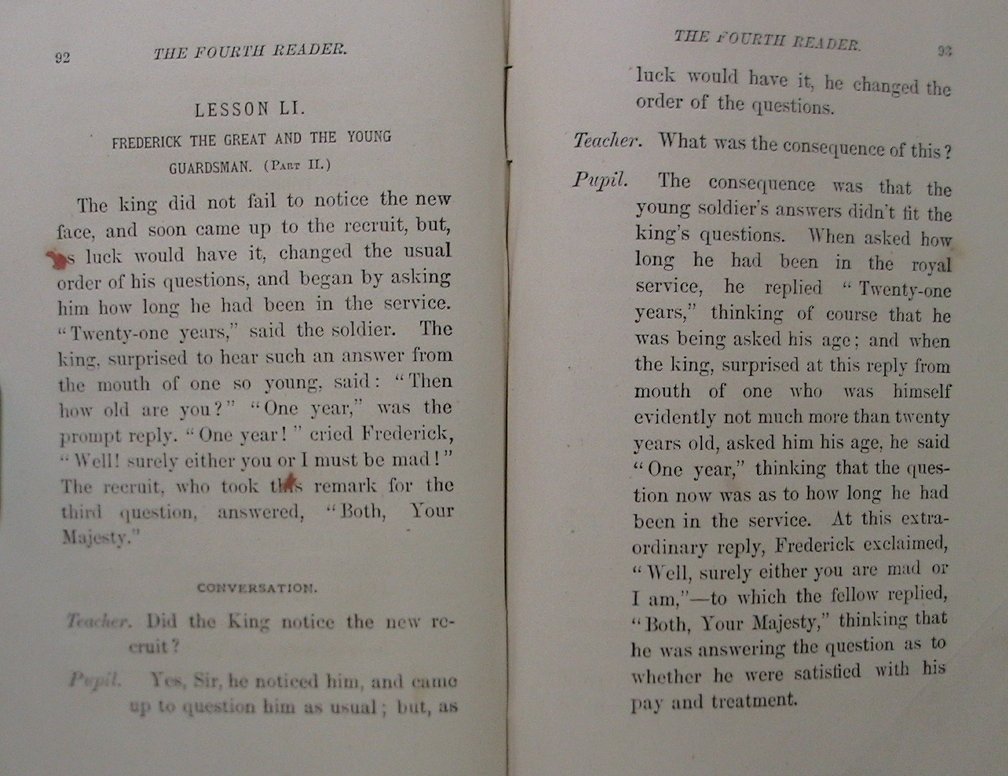 92
THE FOURTH READER.
LESSON LI.
FREDERICK THE GREAT AND THE YOUNG
GUARDSMAN. (PART II.)
The king did not fail to notice the new
face, and soon came up to the recruit, but,
as luck would have it, changed the usual
order of his questions, and began by asking
him how long he had been in the service.
“Twenty-one years,” said the soldier. The
king, surprised to hear such an answer from
the mouth of one so young, said: “Then
how old are you?” “One year,” was the
prompt reply. “One year!” cried Frederick,
“Well! surely either you or I must be mad!”
The recruit, who took this remark for the
third question, answered, “Both, Your
Majesty.”
CONVERSATION.
Teacher. Did the King notice the new re-
cruit?
Pupil. Yes, Sir, he noticed him, and came
up to question him as usual; but, as
THE FOURTH READER.
93
luck would have it, he changed the
order of the questions.
Teacher. What was the consequence of this?
Pupil. The consequence was that the
young soldier's answers didn't fit the
king's questions. When asked how
long he had been in the royal
service, he replied “Twenty-one
years,” thinking of course that he
was being asked his age; and when
the king, surprised at this reply from
mouth of one who was himself
evidently not much more than twenty
years old, asked him his age, he said
“One year,” thinking that the ques-
tion now was as to how long he had
been in the service. At this extra-
ordinary reply, Frederick exclaimed,
“Well, surely either you are mad or
I am,”—to which the fellow replied,
“Both, Your Majesty,” thinking that
he was answering the question as to
whether he were satisfied with his
pay and treatment.